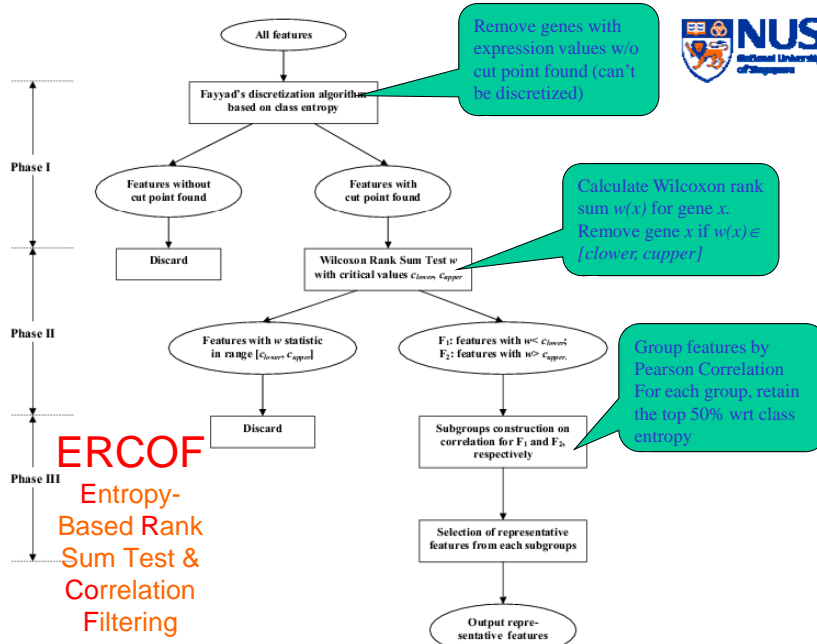 All features
Remove genes with
expression values w/o
cut point found (can't
be discretized)
NUS
National University
of Singapore
Fayyad's discretization algorithm
based on class entropy
Phase I
Features without
cut point found
Features with
cut point found
Calculate Wilcoxon rank
sum w(x) for gene x.
Remove gene x if w(x)∈
[clower, cupper]
Discard
Wilcoxon Rank Sum Test w
with critical values clower, cupper
Phase II
Features with w statistic
in range [clower, cupper]
F1: features with w< clower;
F2: features with w> cupper.
Group features by
Pearson Correlation
For each group, retain
the top 50% wrt class
entropy
Discard
Subgroups construction on
correlation for F1 and F2,
respectively
Phase III
ERCOF
Entropy-
Based Rank
Sum Test &
Correlation
Filtering
Selection of representative
features from each subgroups
Output repre-
sentative features